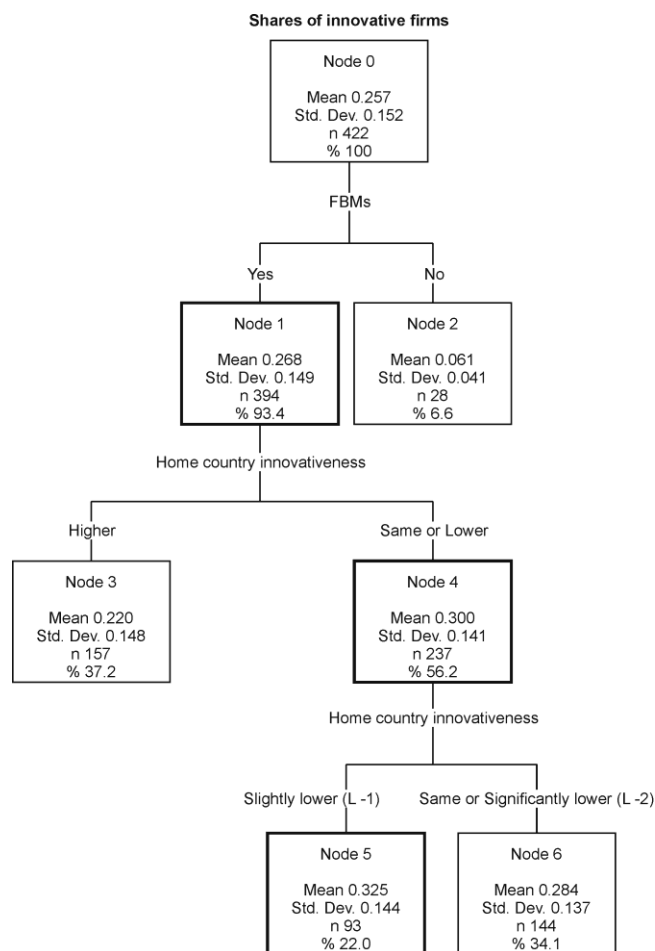 Shares of innovative firms
Node 0
Mean 0.257
Std. Dev. 0.152
n 422
% 100
FBMs
Yes
No
Node 1
Mean 0.268
Std. Dev. 0.149
n 394
% 93.4
Node 2
Mean 0.061
Std. Dev. 0.041
n 28
% 6.6
Home country innovativeness
Higher
Same or Lower
Node 3
Mean 0.220
Std. Dev. 0.148
n 157
% 37.2
Node 4
Mean 0.300
Std. Dev. 0.141
n 237
% 56.2
Home country innovativeness
Slightly lower (L -1)
Same or Significantly lower (L -2)
Node 5
Mean 0.325
Std. Dev. 0.144
n 93
% 22.0
Node 6
Mean 0.284
Std. Dev. 0.137
n 144
% 34.1